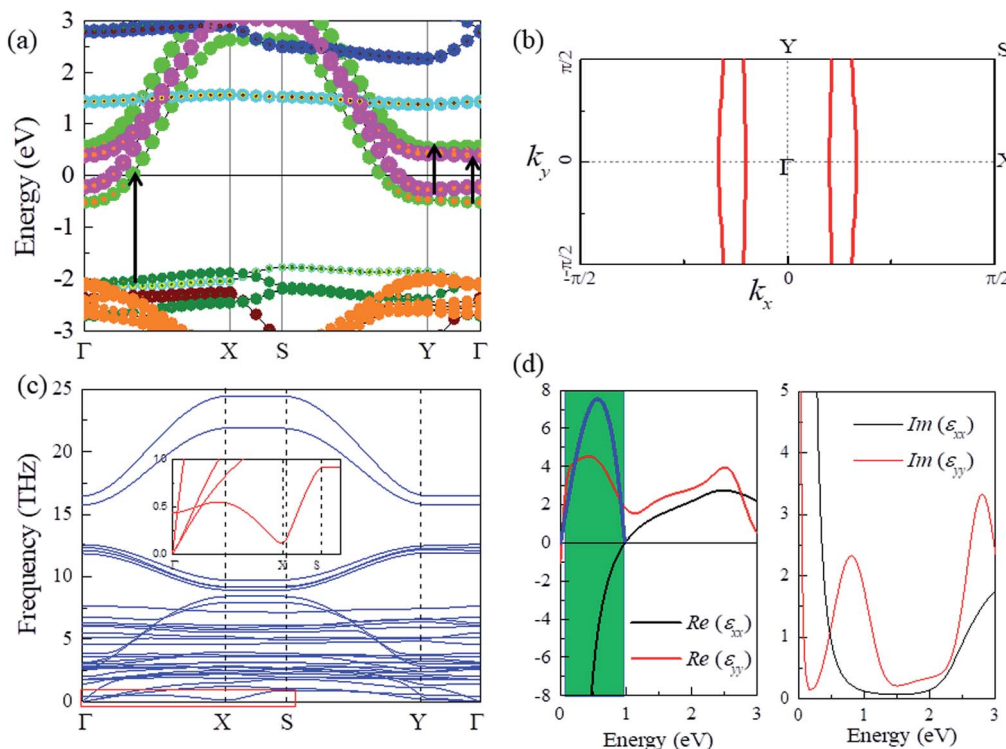 (a)
Energy (eV)
3
2
1
0
-1
-2
-3
Γ X S Y Γ
(b)
Y S
π/2
0
-π/2
k_y
Γ
X
-π/2 0 π/2
k_x
(c)
Frequency (THz)
25
20
15
10
5
0
1.0
0.5
0.0
Γ X S
Γ X S Y Γ
(d)
8
6
4
2
0
-2
-4
-6
-8
Re (ε_xx)
Re (ε_yy)
0 1 2 3
Energy (eV)
5
4
3
2
1
0
Im (ε_xx)
Im (ε_yy)
0 1 2 3
Energy (eV)